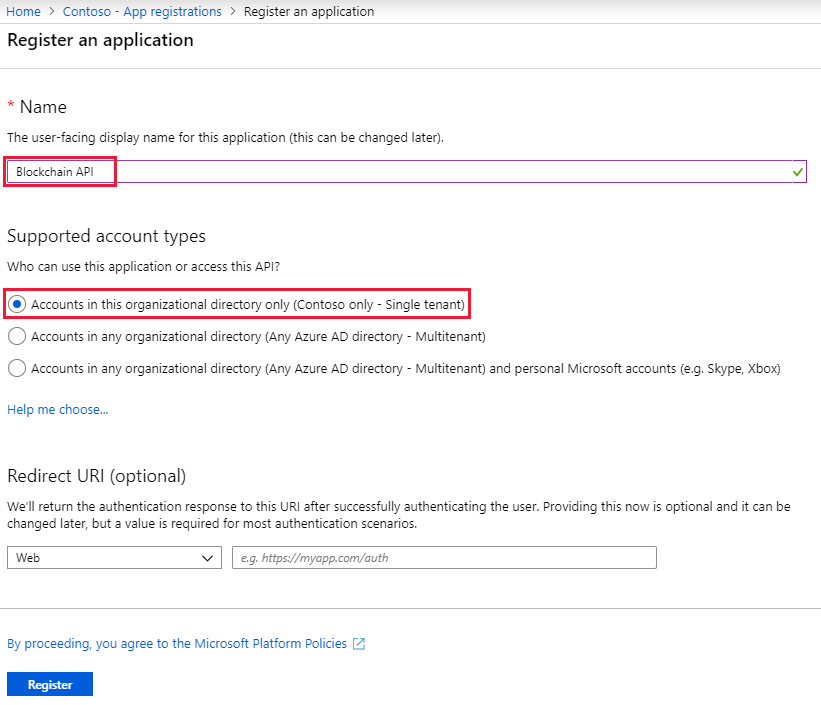 Home > Contoso - App registrations > Register an application
Register an application
* Name
The user-facing display name for this application (this can be changed later).
Blockchain API
Supported account types
Who can use this application or access this API?
Accounts in this organizational directory only (Contoso only - Single tenant)
Accounts in any organizational directory (Any Azure AD directory - Multitenant)
Accounts in any organizational directory (Any Azure AD directory - Multitenant) and personal Microsoft accounts (e.g. Skype, Xbox)
Help me choose...
Redirect URI (optional)
We'll return the authentication response to this URI after successfully authenticating the user. Providing this now is optional and it can be
changed later, but a value is required for most authentication scenarios.
Web e.g. https://myapp.com/auth
By proceeding, you agree to the Microsoft Platform Policies
Register